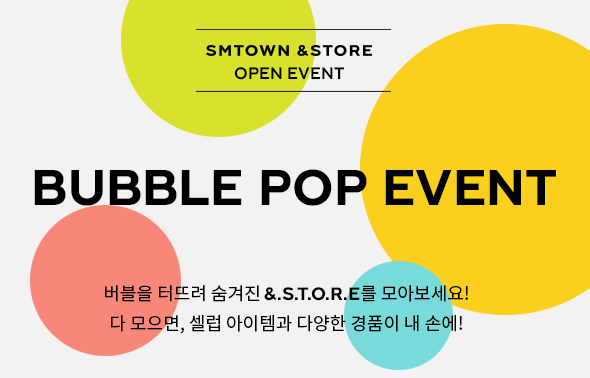 SMTOWN &STORE
OPEN EVENT
BUBBLE POP EVENT
버블을 터뜨려 숨겨진 &.S.T.O.R.E를 모아보세요!
다 모으면, 셀럽 아이템과 다양한 경품이 내 손에!